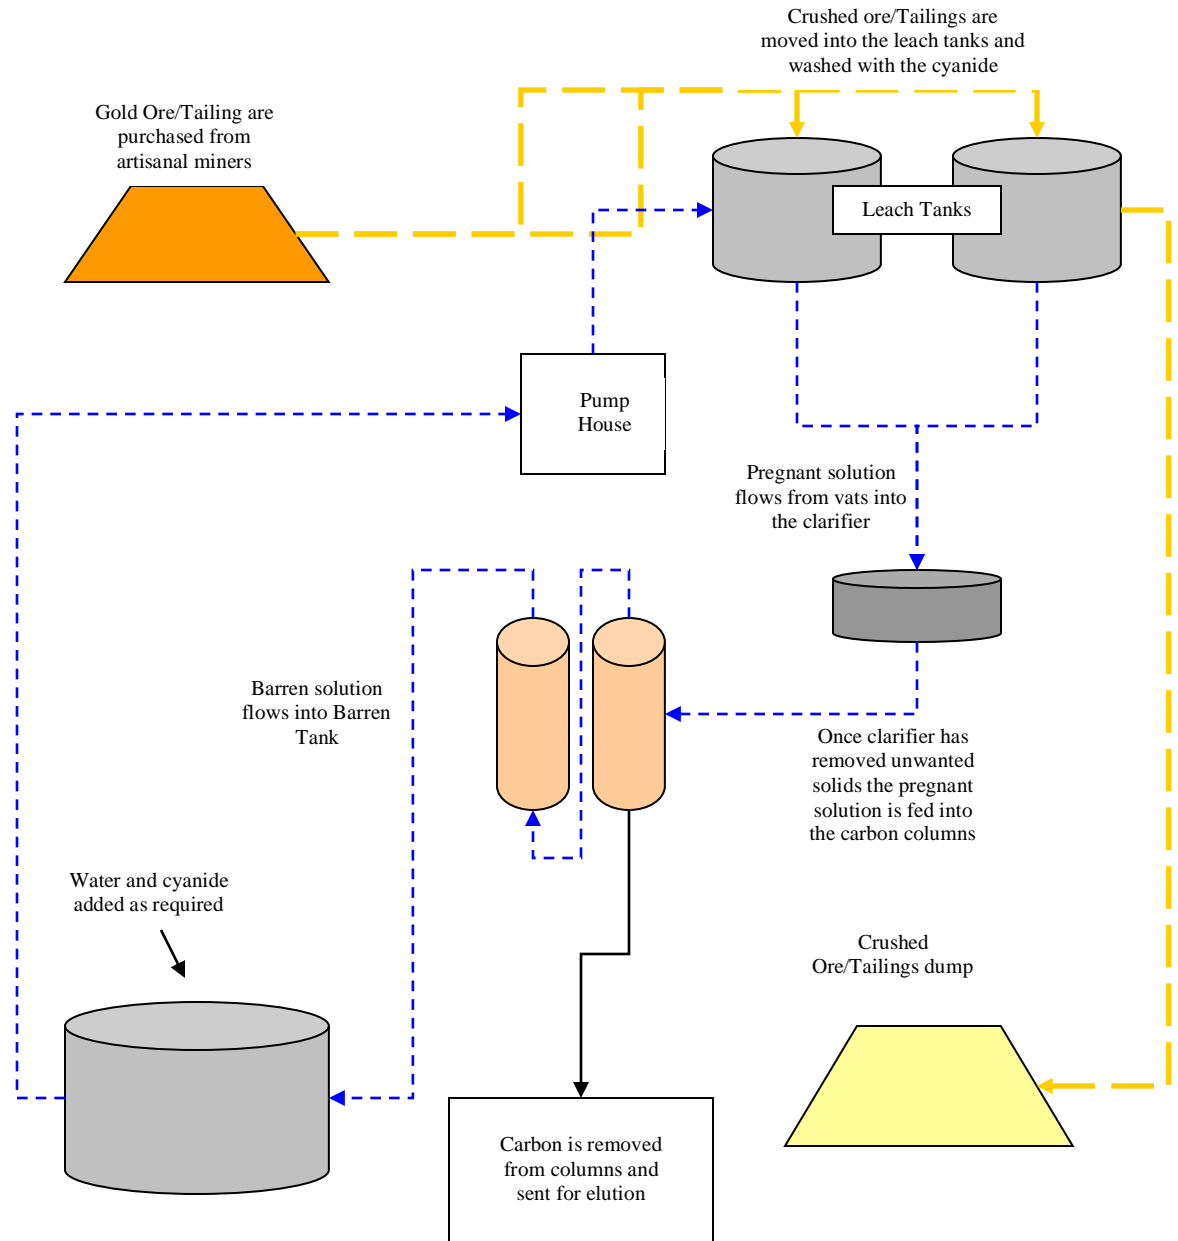 Crushed ore/Tailings are
moved into the leach tanks and
washed with the cyanide
Gold Ore/Tailing are
purchased from
artisanal miners
Leach Tanks
Pump
House
Pregnant solution
flows from vats into
the clarifier
Barren solution
flows into Barren
Tank
Once clarifier has
removed unwanted
solids the pregnant
solution is fed into
the carbon columns
Water and cyanide
added as required
Crushed
Ore/Tailings dump
Carbon is removed
from columns and
sent for elution